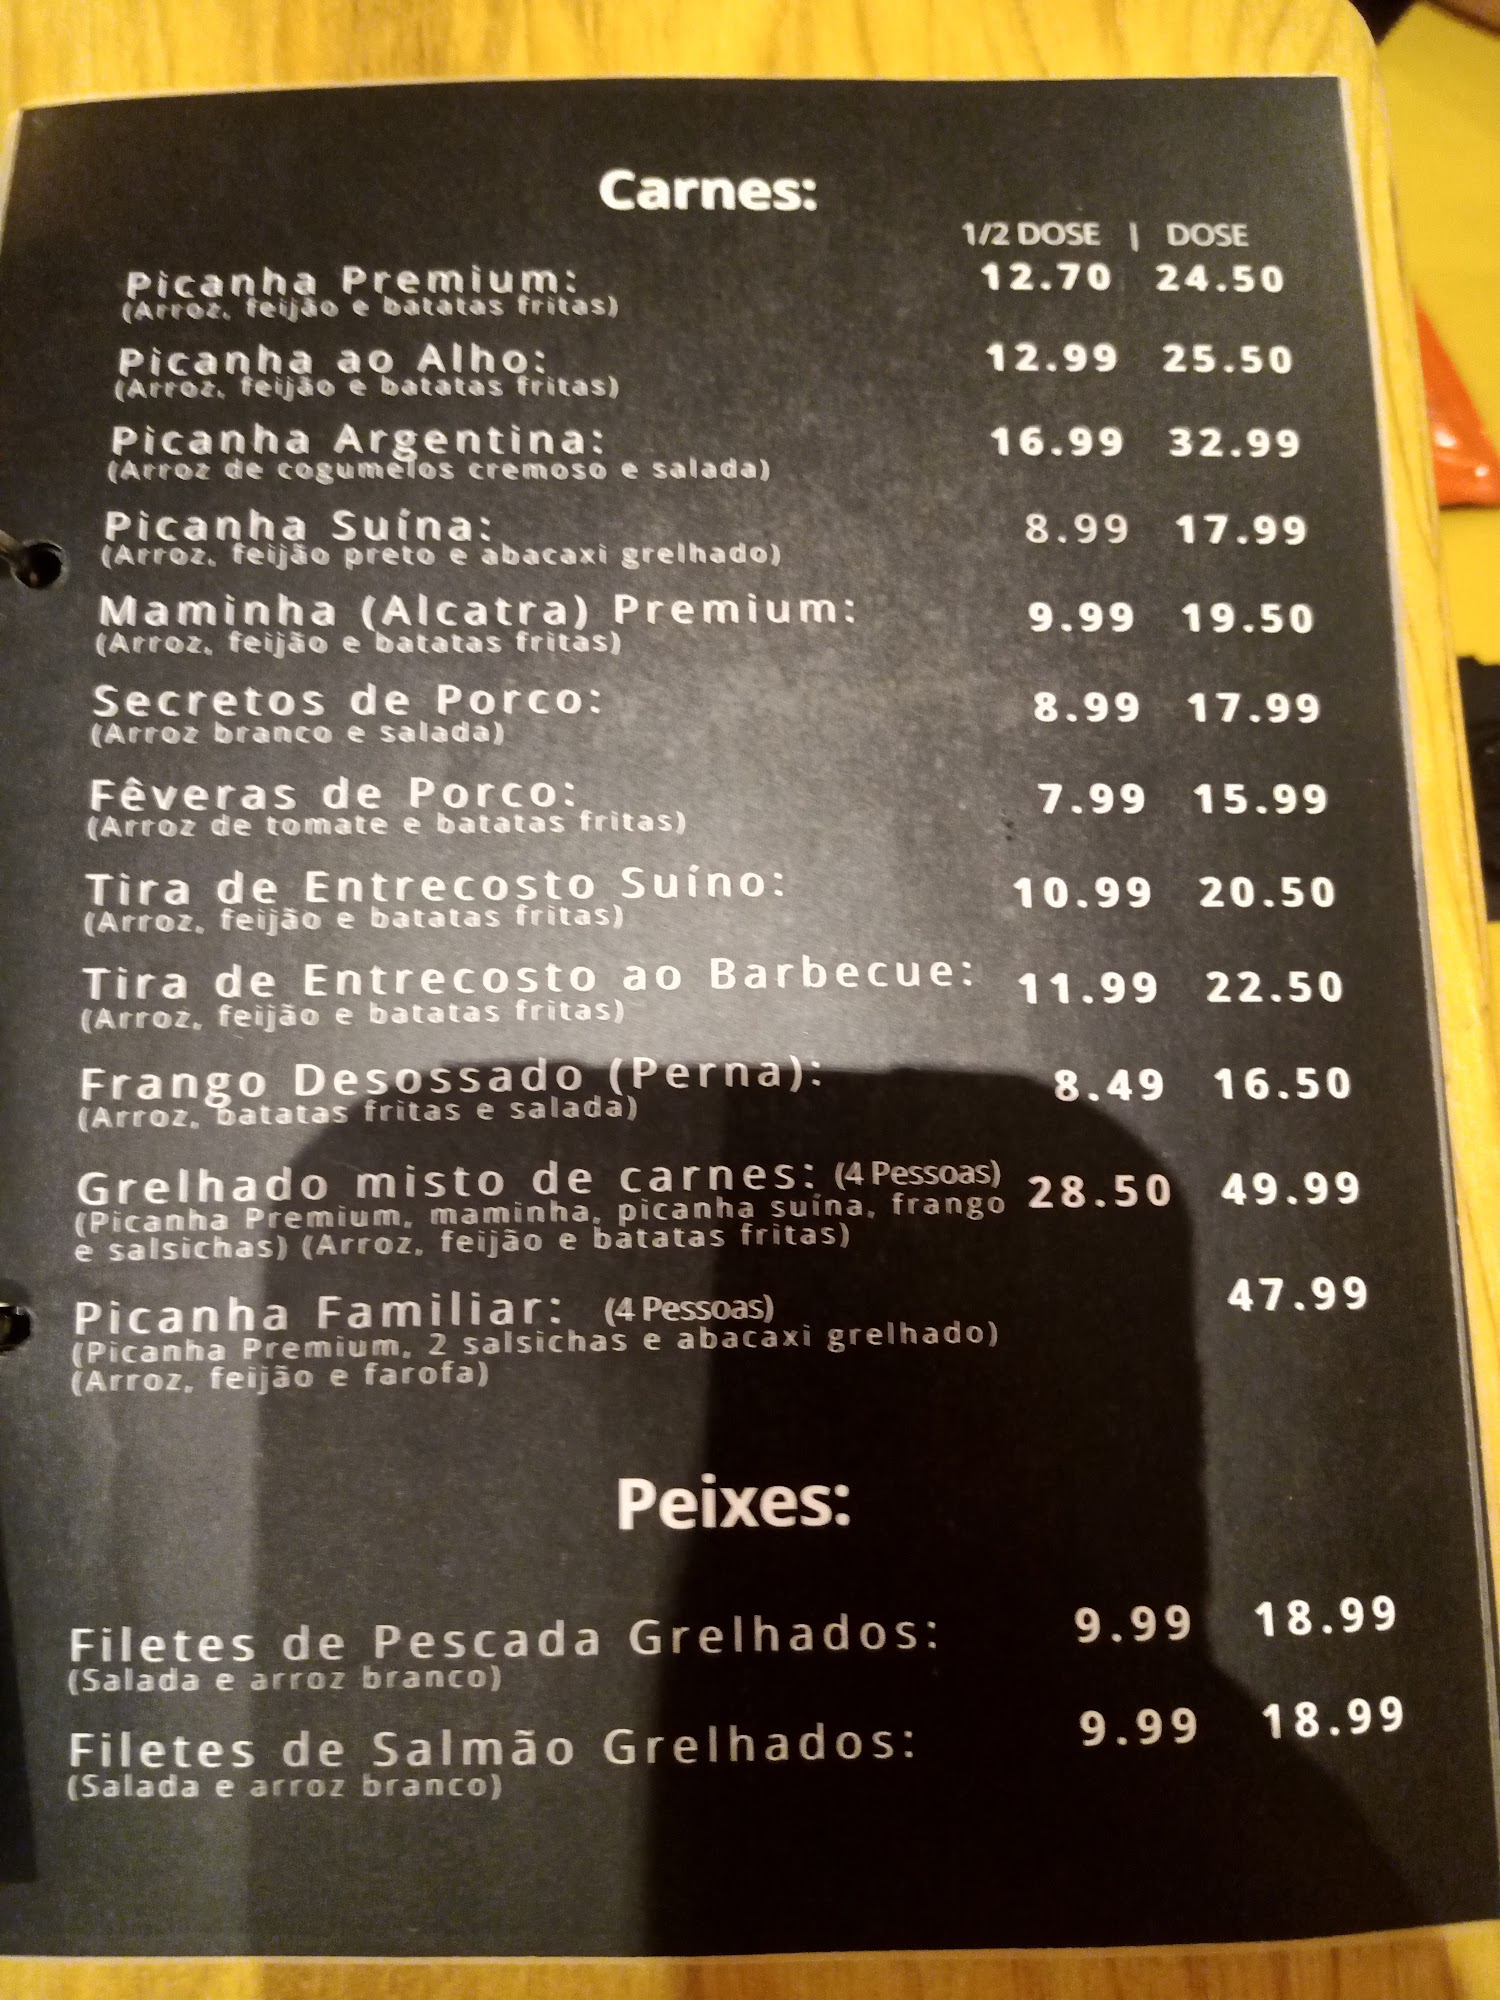 Carnes:
1/2 DOSE | DOSE
Picanha Premium: 12.70 24.50
(Arroz, feijão e batatas fritas)
Picanha ao Alho: 12.99 25.50
(Arroz, feijão e batatas fritas)
Picanha Argentina: 16.99 32.99
(Arroz de cogumelos cremoso e salada)
Picanha Suína: 8.99 17.99
(Arroz, feijão preto e abacaxi grelhado)
Maminha (Alcatra) Premium: 9.99 19.50
(Arroz, feijão e batatas fritas)
Secretos de Porco: 8.99 17.99
(Arroz branco e salada)
Fêveras de Porco: 7.99 15.99
(Arroz de tomate e batatas fritas)
Tira de Entrecosto Suíno: 10.99 20.50
(Arroz, feijão e batatas fritas)
Tira de Entrecosto ao Barbecue: 11.99 22.50
(Arroz, feijão e batatas fritas)
Frango Desossado (Perna): 8.49 16.50
(Arroz, batatas fritas e salada)
Grelhado misto de carnes: (4 Pessoas) 28.50 49.99
(Picanha Premium, maminha, picanha suína, frango
e salsichas) (Arroz, feijão e batatas fritas)
Picanha Familiar: (4 Pessoas) 47.99
(Picanha Premium, 2 salsichas e abacaxi grelhado)
(Arroz, feijão e farofa)
Peixes:
Filetes de Pescada Grelhados: 9.99 18.99
(Salada e arroz branco)
Filetes de Salmão Grelhados: 9.99 18.99
(Salada e arroz branco)